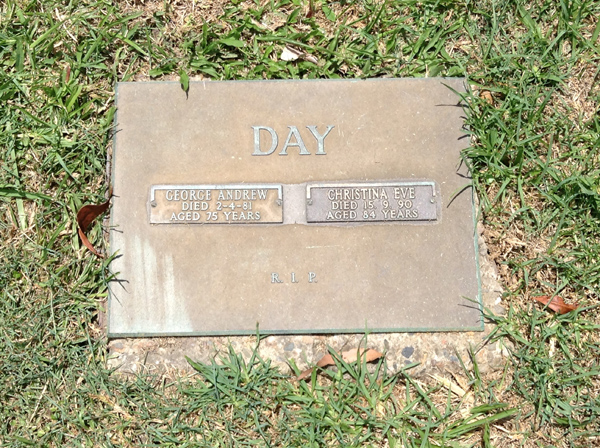 DAY
GEORGE ANDREW
DIED 2-4-81
AGED 75 YEARS
CHRISTINA EVE
DIED 15 9 90
AGED 84 YEARS
R. I. P.